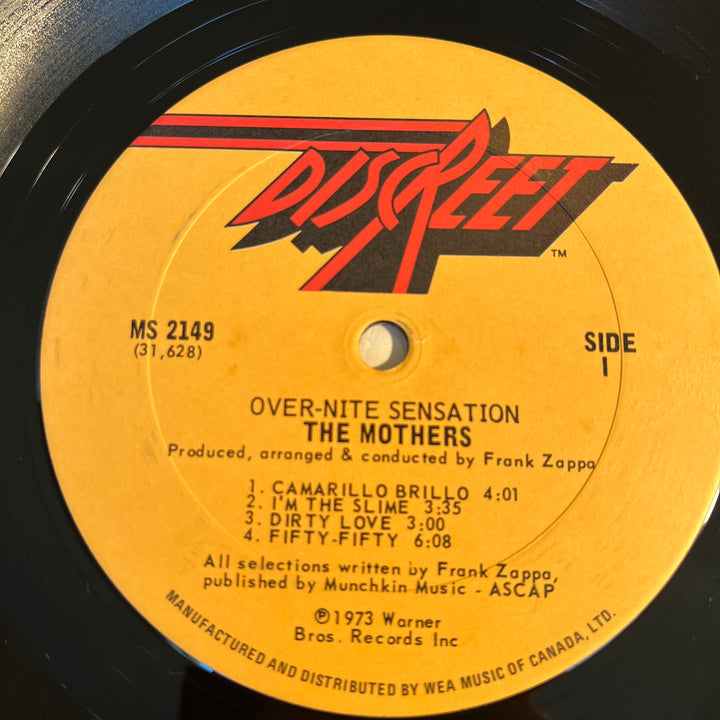 DISCREET
™
MS 2149
(31,628)
SIDE
1
OVER-NITE SENSATION
THE MOTHERS
Produced, arranged & conducted by Frank Zappa
1. CAMARILLO BRILLO 4:01
2. I'M THE SLIME 3:35
3. DIRTY LOVE 3:00
4. FIFTY-FIFTY 6:08
All selections written by Frank Zappa,
published by Munchkin Music - ASCAP
℗1973 Warner
Bros. Records Inc
MANUFACTURED AND DISTRIBUTED BY WEA MUSIC OF CANADA, LTD.